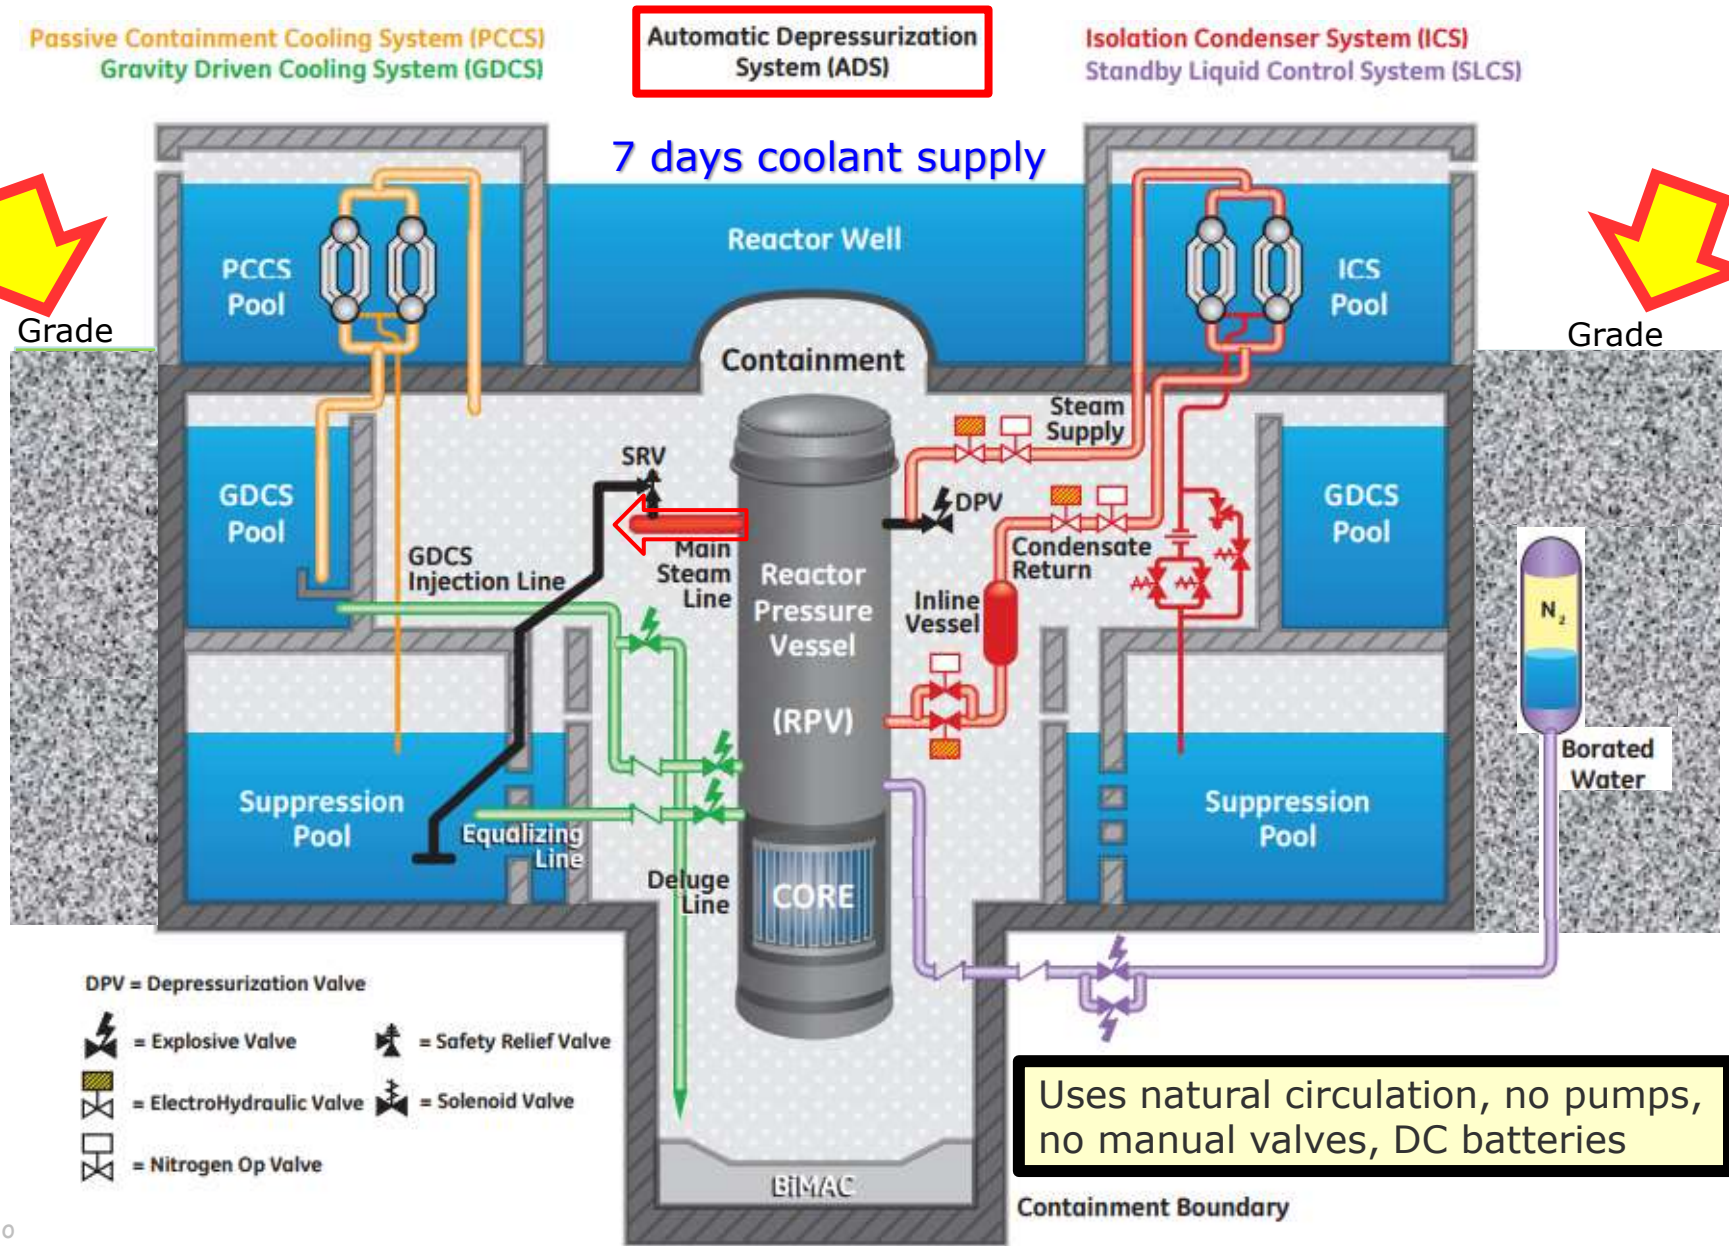 Passive Containment Cooling System (PCCS)
Gravity Driven Cooling System (GDCS)
Automatic Depressurization
System (ADS)
Isolation Condenser System (ICS)
Standby Liquid Control System (SLCS)
7 days coolant supply
Reactor Well
PCCS
Pool
ICS
Pool
Grade
Grade
Containment
Steam
Supply
SRV
DPV
GDCS
Pool
GDCS
Pool
GDCS
Injection Line
Main
Steam
Line
Condensate
Return
Reactor
Pressure
Vessel
(RPV)
Inline
Vessel
N2
Borated
Water
Suppression
Pool
Suppression
Pool
Equalizing
Line
Deluge
Line
CORE
DPV = Depressurization Valve
= Explosive Valve
= Safety Relief Valve
= ElectroHydraulic Valve
= Solenoid Valve
= Nitrogen Op Valve
Uses natural circulation, no pumps,
no manual valves, DC batteries
BiMAC
Containment Boundary